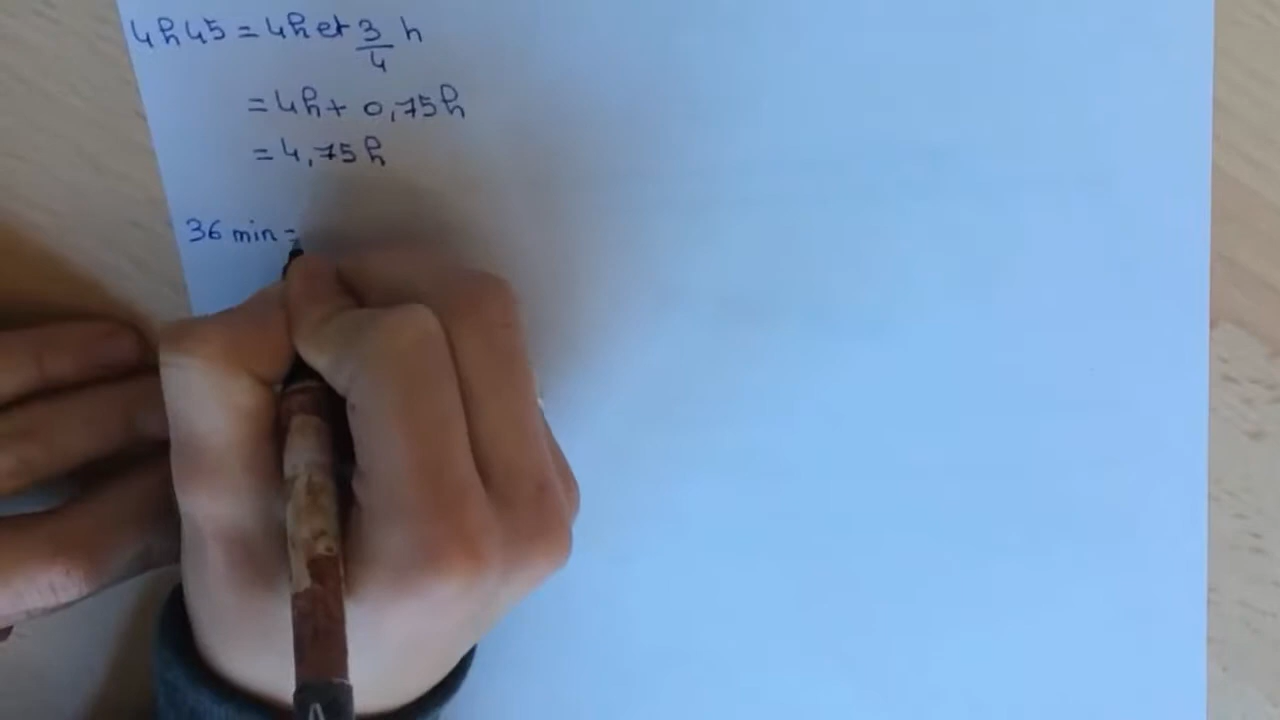 4h45 = 4h et 3/4 h
= 4h + 0,75h
= 4,75h
36 min =